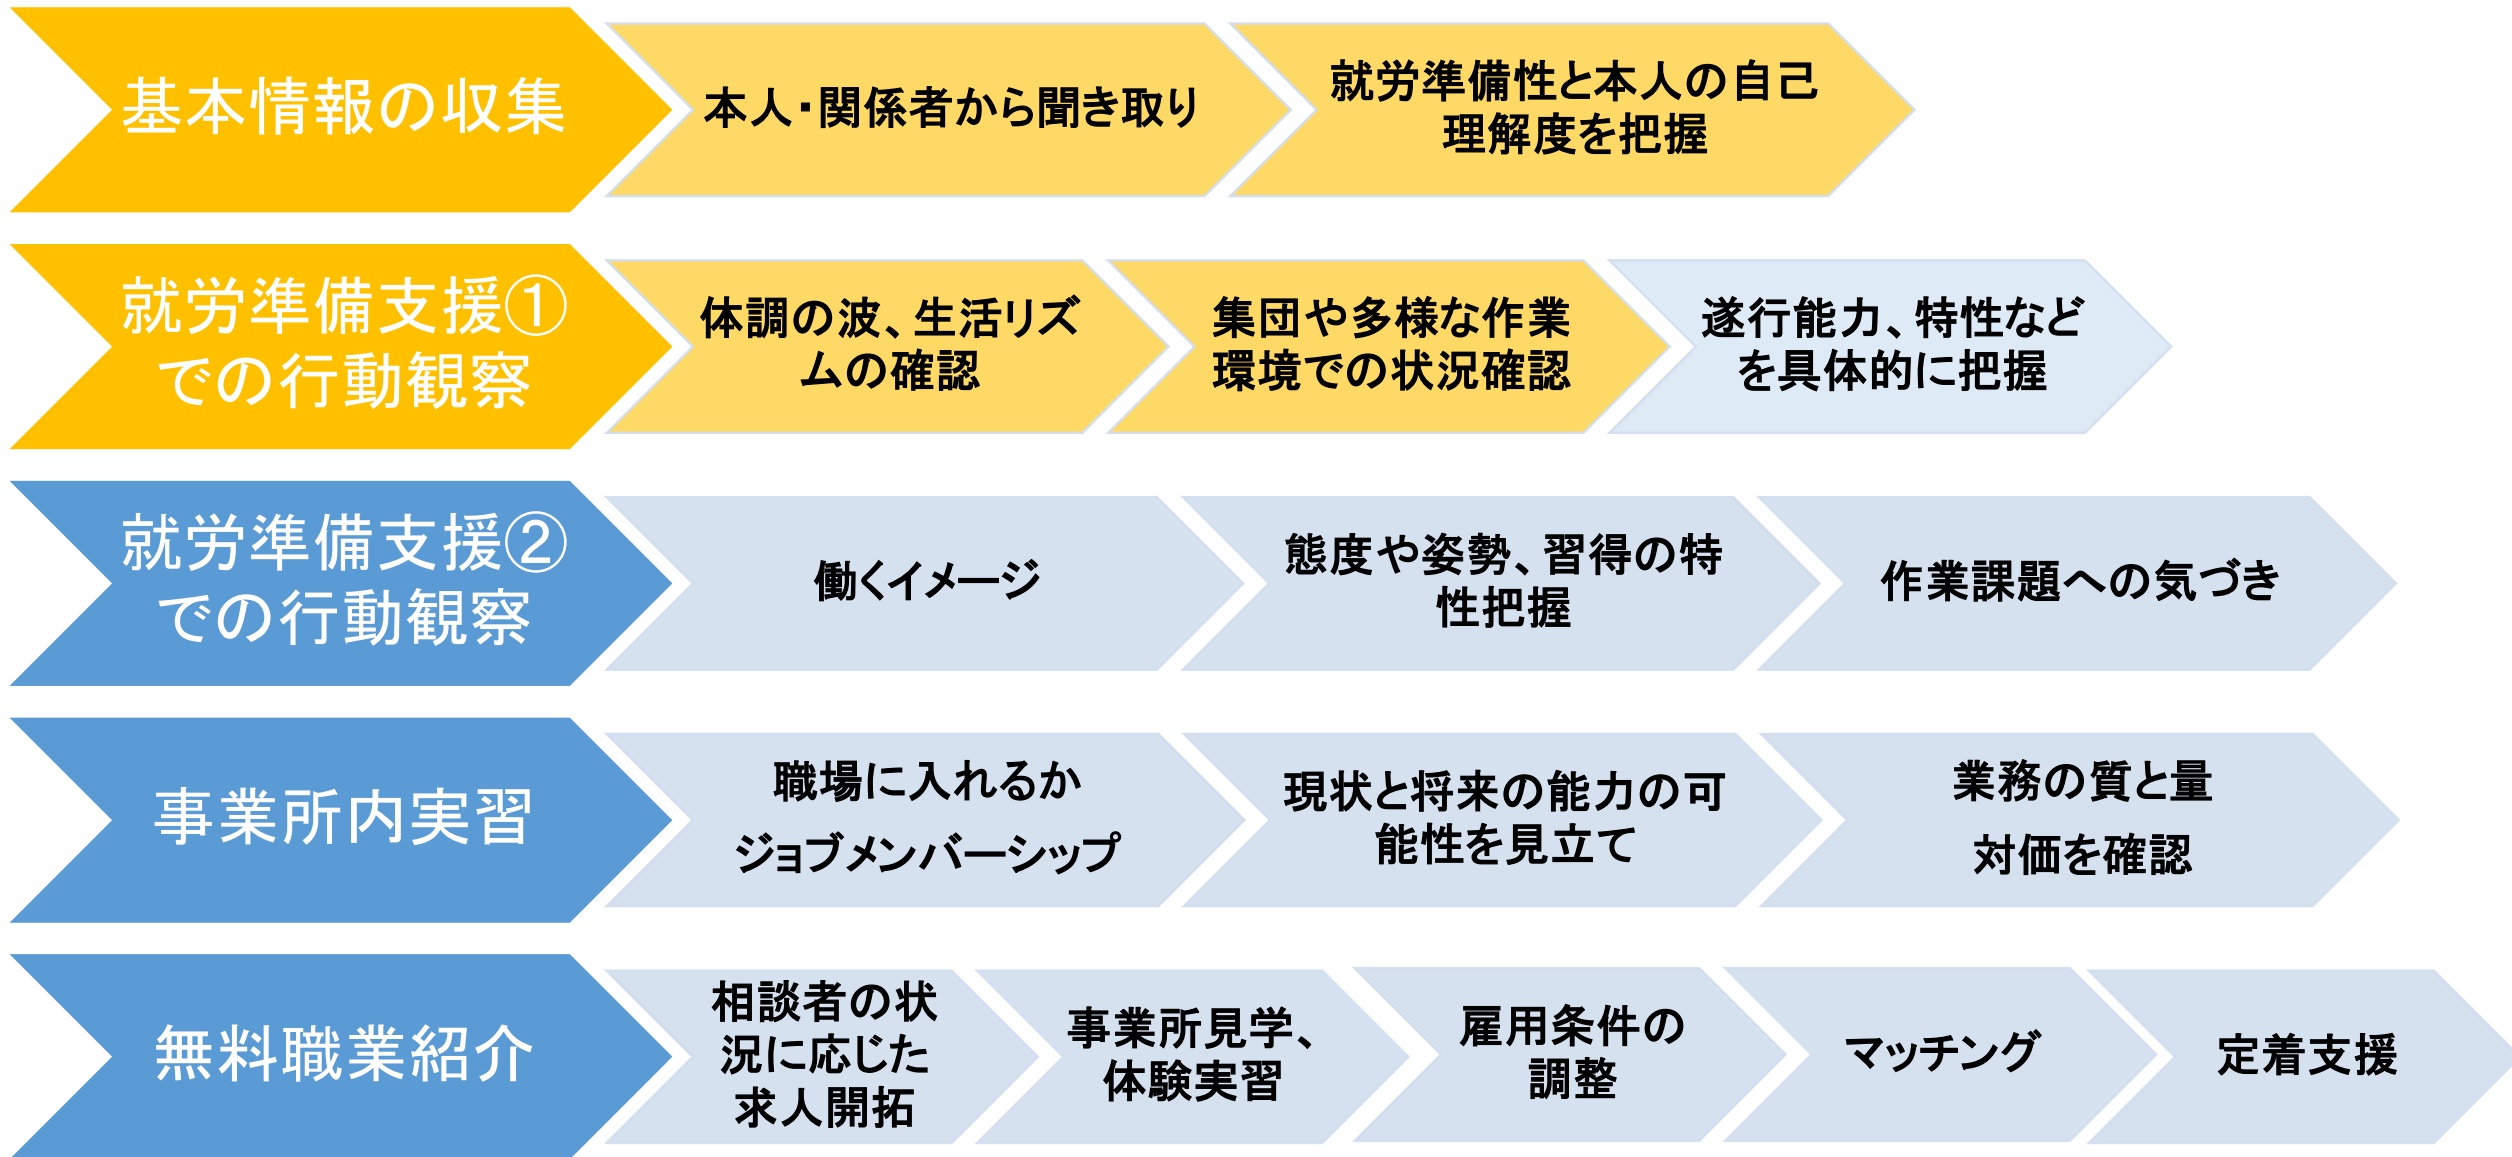 基本情報の収集
本人・関係者から聞き取り
就労準備性と本人の自己
理解度を把握
就労準備支援①
での行動観察
体調の波、生活リズ
ムの確認
集団や多様な作業
環境での状況を確認
遂行能力、特性など
を具体的に把握
就労準備支援②
での行動観察
働くイメージ
態度や姿勢、習得の特
性把握
作業課題への気づき
事業所内実習
職場に入れるか
ジョブメンバーシップ
現状と将来の能力の可
能性を見立て
業務の質と量
対価を確認
無料職業紹介
相談者の状
況に応じた
求人開拓
事業所見学、
体験実習
雇用条件の
調整
マッチング
定着支援